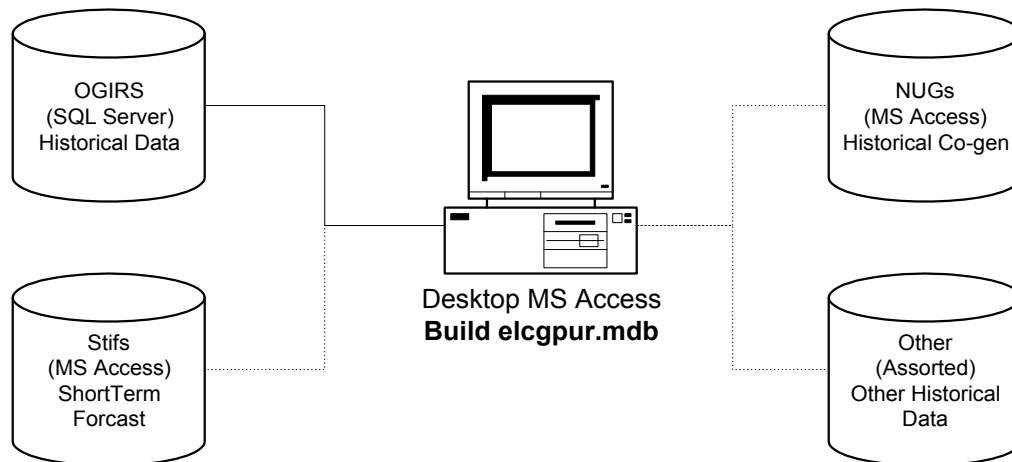 OGIRS
(SQL Server)
Historical Data
NUGs
(MS Access)
Historical Co-gen
Desktop MS Access
Build elcgpur.mdb
Stifs
(MS Access)
ShortTerm
Forcast
Other
(Assorted)
Other Historical
Data